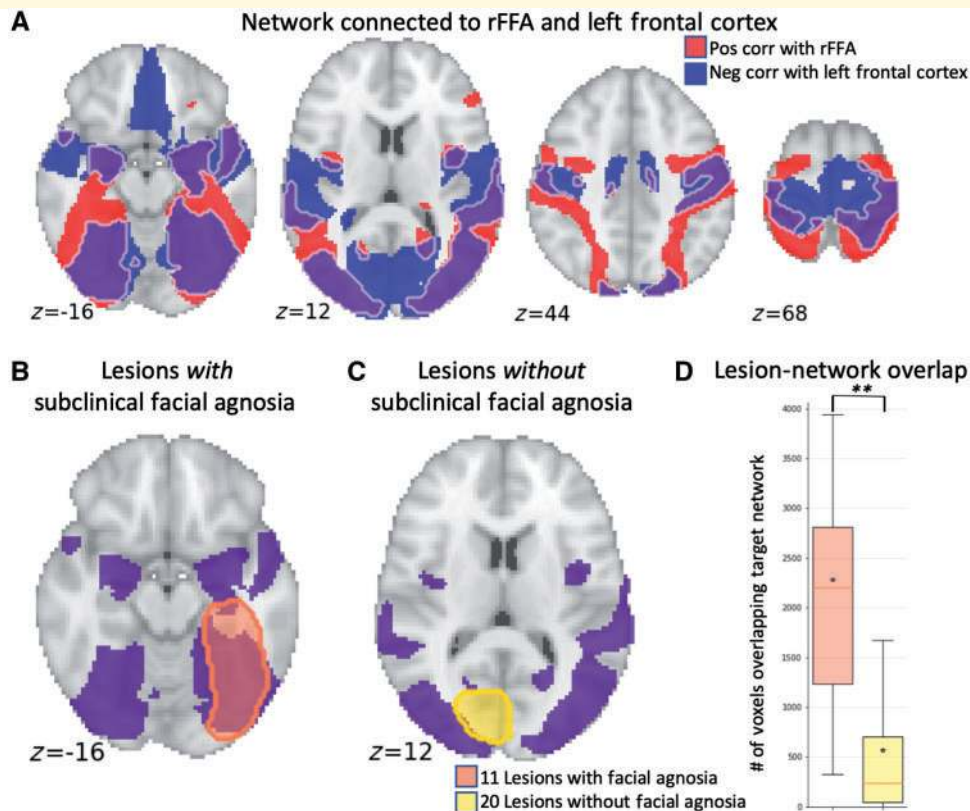 A Network connected to rFFA and left frontal cortex
Pos corr with rFFA
Neg corr with left frontal cortex
z=-16
z=12
z=44
z=68
B Lesions with
subclinical facial agnosia
C Lesions without
subclinical facial agnosia
D Lesion-network overlap
**
# of voxels overlapping target network
4000
3500
3000
2500
2000
1500
1000
500
0
z=-16
z=12
11 Lesions with facial agnosia
20 Lesions without facial agnosia